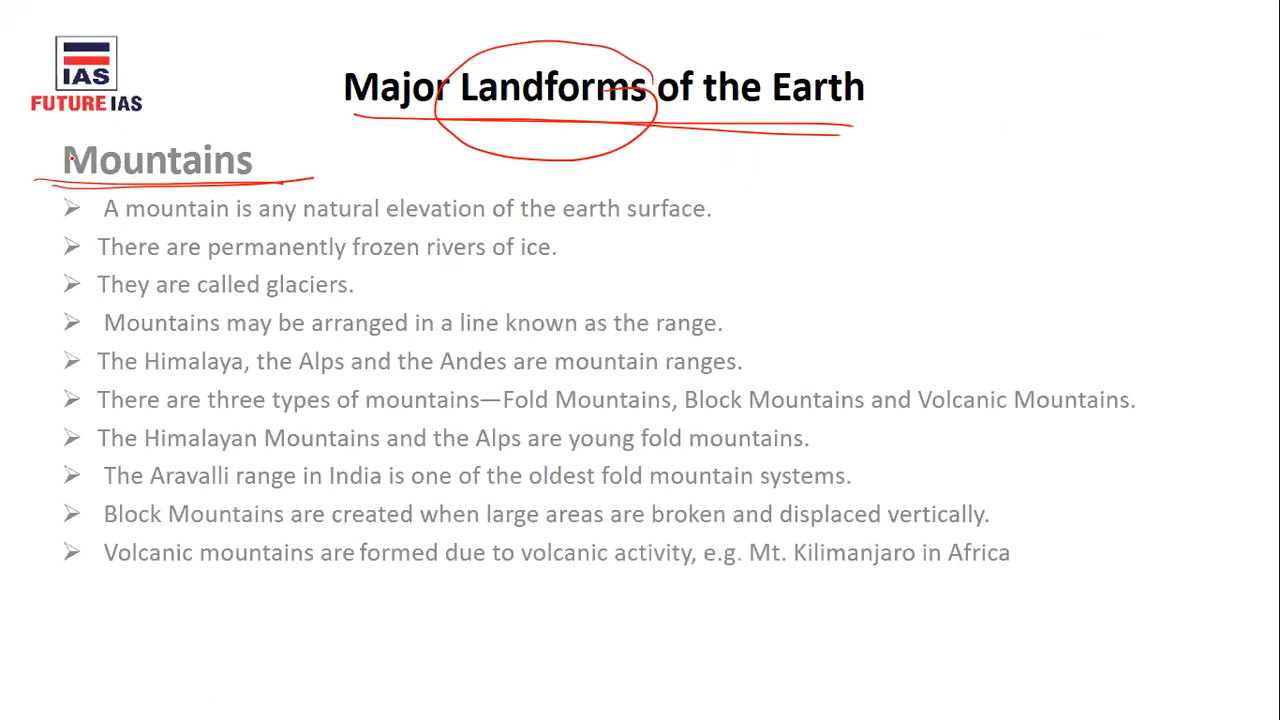 IAS
FUTURE IAS
Major Landforms of the Earth
Mountains
➢ A mountain is any natural elevation of the earth surface.
➢ There are permanently frozen rivers of ice.
➢ They are called glaciers.
➢ Mountains may be arranged in a line known as the range.
➢ The Himalaya, the Alps and the Andes are mountain ranges.
➢ There are three types of mountains—Fold Mountains, Block Mountains and Volcanic Mountains.
➢ The Himalayan Mountains and the Alps are young fold mountains.
➢ The Aravalli range in India is one of the oldest fold mountain systems.
➢ Block Mountains are created when large areas are broken and displaced vertically.
➢ Volcanic mountains are formed due to volcanic activity, e.g. Mt. Kilimanjaro in Africa